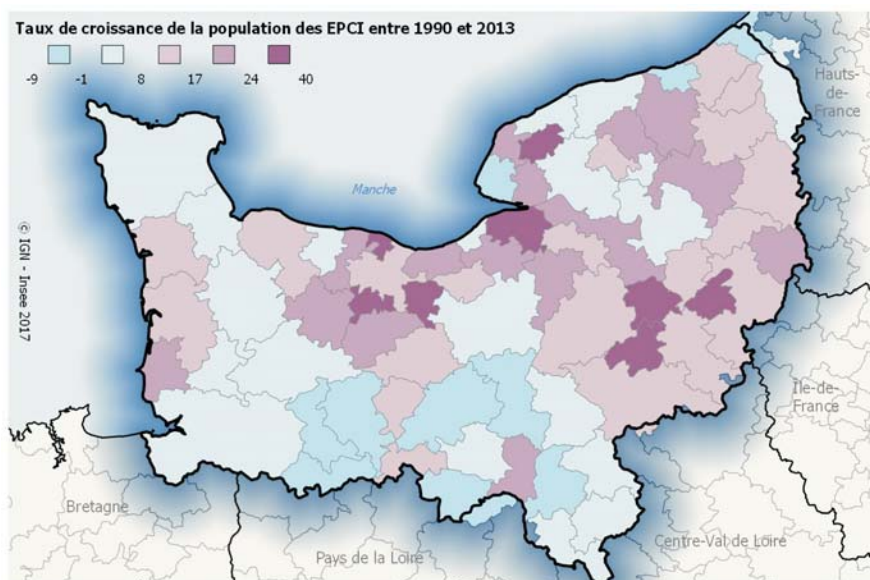 Taux de croissance de la population des EPCI entre 1990 et 2013
-9 -1 8 17 24 40
Hauts-
de-
France
Manche
© IGN - Insee 2017
Île-de-
France
Bretagne
Pays de la Loire
Centre-Val de Loire